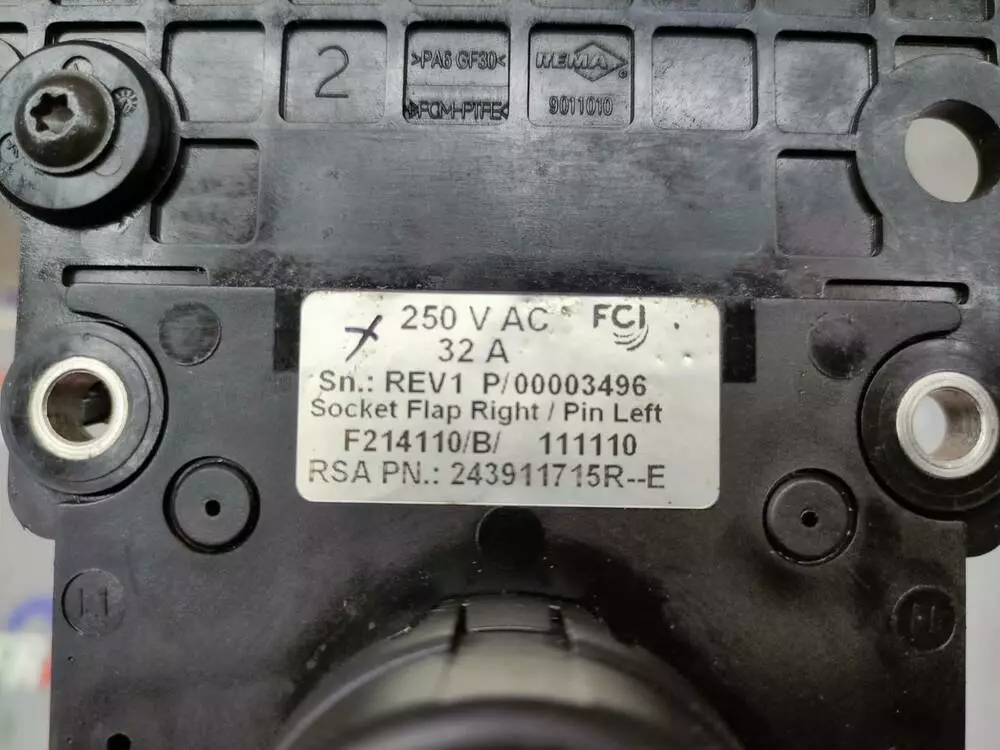 2
>PA6 GF30<
>FQM-PTFE<
REMA
9011010
250 V AC FCI
32 A
Sn.: REV1 P/00003496
Socket Flap Right / Pin Left
F214110/B/ 111110
RSA PN.: 243911715R--E